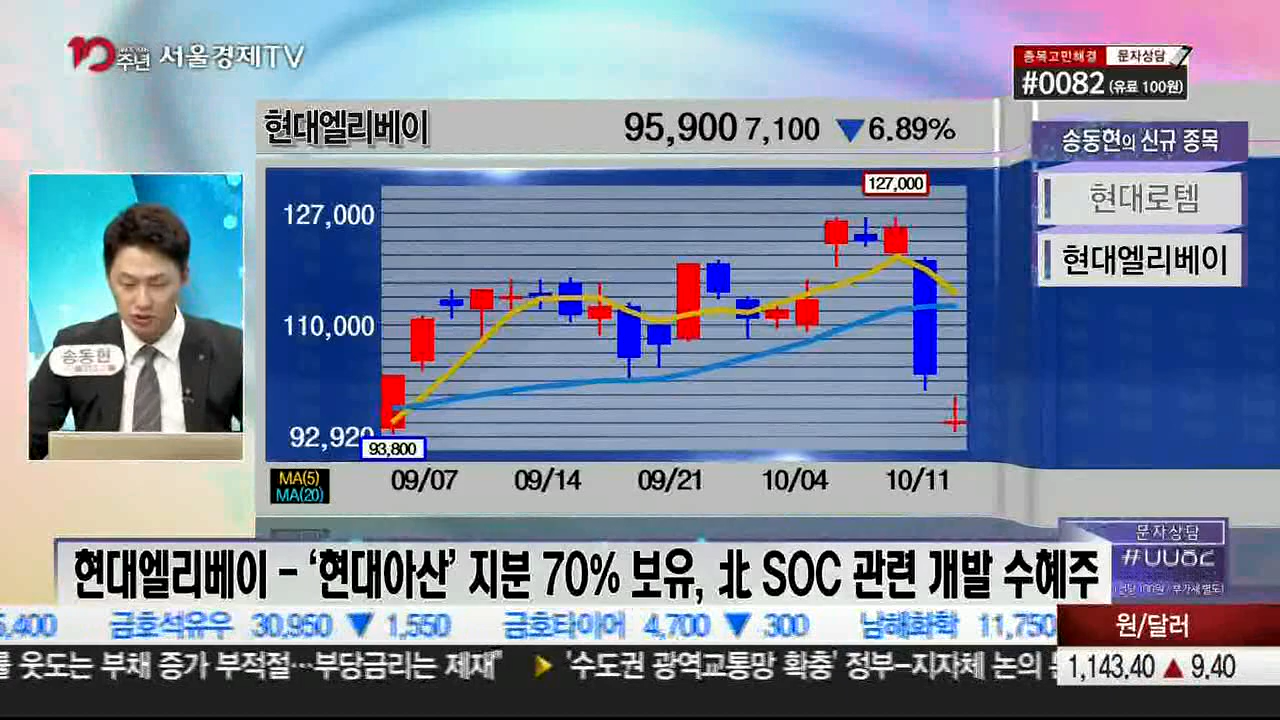 10주년 서울경제TV
종목고민해결 문자상담
#0082 (유료 100원)
현대엘리베이 95,900 7,100 ▼6.89%
송동현의 신규 종목
현대로템
현대엘리베이
127,000
127,000
110,000
92,920
93,800
MA(5)
MA(20)
09/07 09/14 09/21 10/04 10/11
송동현
문자상담
현대엘리베이 - ‘현대아산’ 지분 70% 보유, 北 SOC 관련 개발 수혜주
5,400 금호석유우 30,950 ▼ 1,550 금호타이어 4,700 ▼ 300 남해화학 11,750
원/달러
률 웃도는 부채 증가 부적절…부당금리는 제재" ▶ '수도권 광역교통망 확충' 정부-지자체 논의
1,143.40 ▲ 9.40